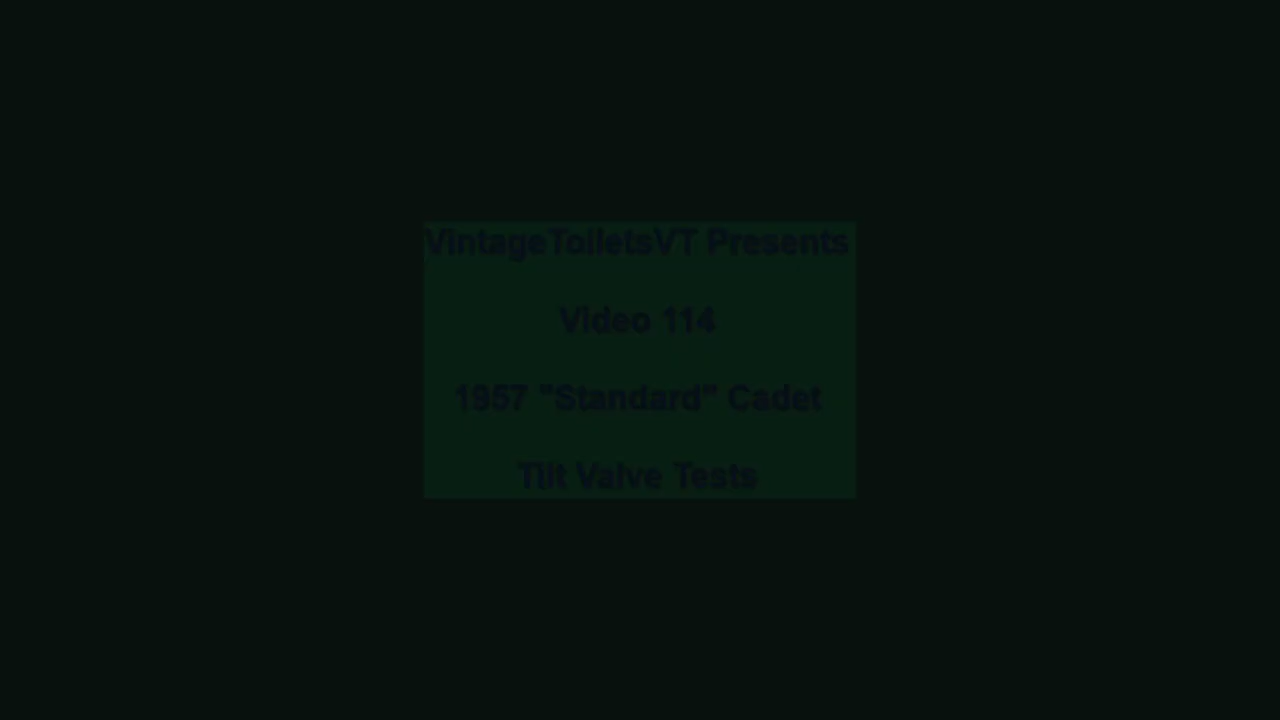 VintageToiletsVT Presents
Video 114
1957 "Standard" Cadet
Tilt Valve Tests